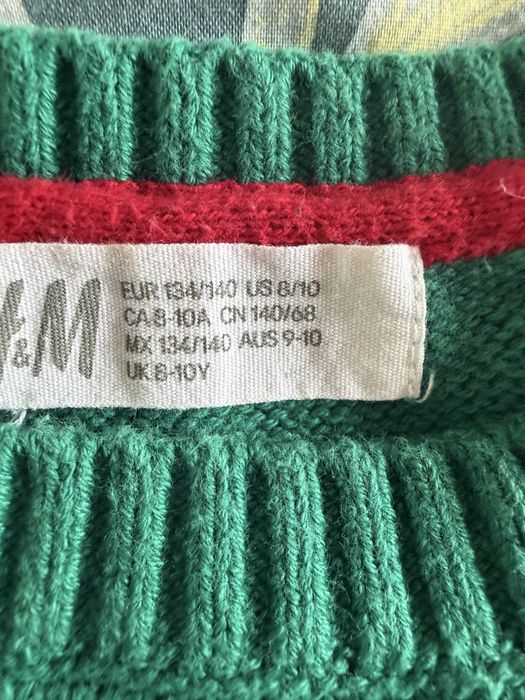 H&M
EUR 134/140 US 8/10
CA 8-10A CN 140/68
MX 134/140 AUS 9-10
UK 8-10Y